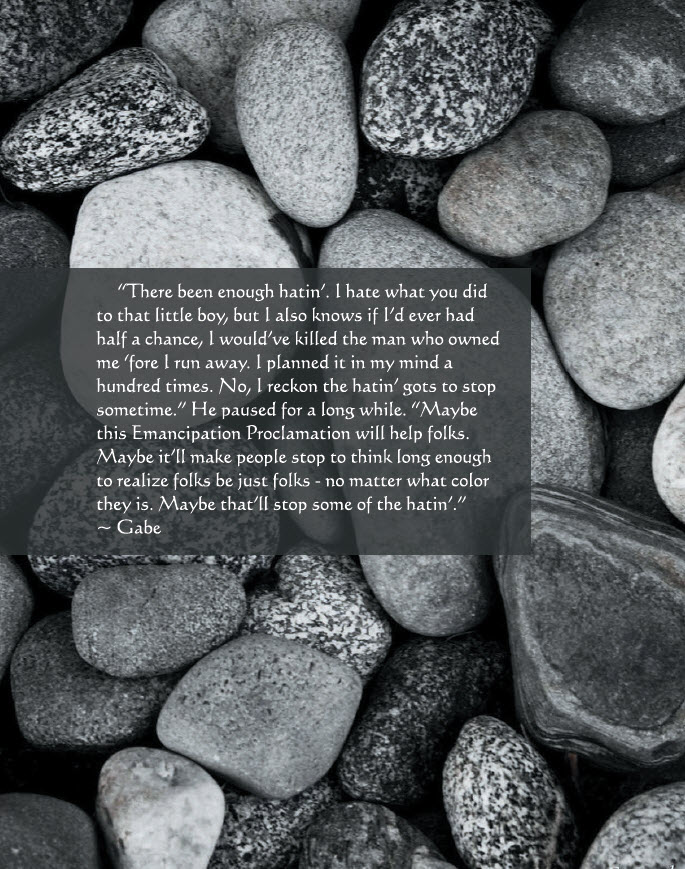 “There been enough hatin’. I hate what you did
to that little boy, but I also knows if I’d ever had
half a chance, I would’ve killed the man who owned
me ‘fore I run away. I planned it in my mind a
hundred times. No, I reckon the hatin’ gots to stop
sometime.” He paused for a long while. “Maybe
this Emancipation Proclamation will help folks.
Maybe it’ll make people stop to think long enough
to realize folks be just folks - no matter what color
they is. Maybe that’ll stop some of the hatin’.”
~ Gabe